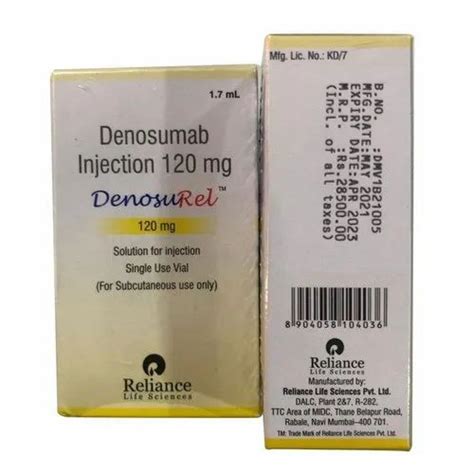 1.7 mL
Denosumab
Injection 120 mg
DenosuRel™
120 mg
Solution for injection
Single Use Vial
(For Subcutaneous use only)
Reliance
Life Sciences
Mfg. Lic. No.: KD/7
B.NO. :DMV1B21005
MFG.DATE:MAY 2021
EXPIRY DATE:APR 2023
M.R.P. :Rs.28500.00
(Incl. of all taxes)
8 904058 104036
Reliance
Life Sciences
Manufactured by:
Reliance Life Sciences Pvt. Ltd.
DALC, Plant 2&7, R-282,
TTC Area of MIDC, Thane Belapur Road,
Rabale, Navi Mumbai-400 701.
TM: Trade Mark of Reliance Life Sciences Pvt. Ltd.